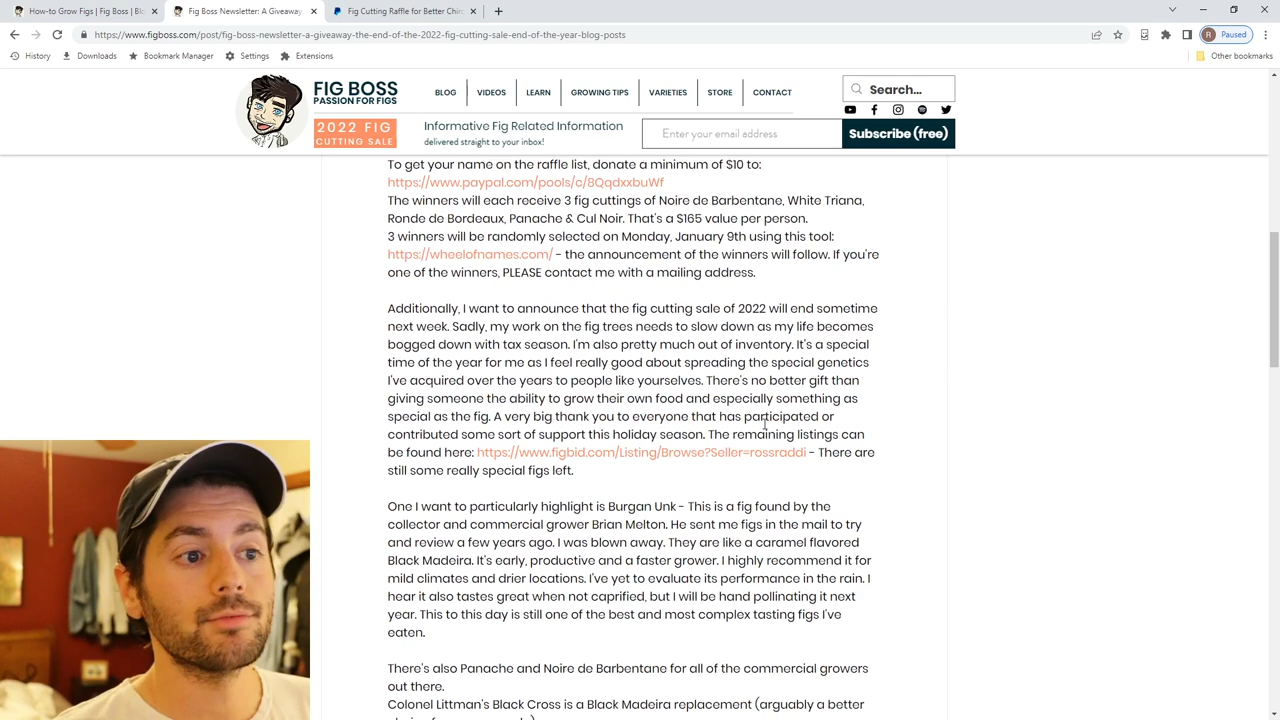 How-to Grow Figs | Fig Boss | Blo
Fig Boss Newsletter: A Giveaway
Fig Cutting Raffle for Better Chiro
https://www.figboss.com/post/fig-boss-newsletter-a-giveaway-the-end-of-the-2022-fig-cutting-sale-end-of-the-year-blog-posts
R Paused
History
Downloads
Bookmark Manager
Settings
Extensions
Other bookmarks
FIG BOSS
PASSION FOR FIGS
BLOG
VIDEOS
LEARN
GROWING TIPS
VARIETIES
STORE
CONTACT
Search...
2022 FIG
CUTTING SALE
Informative Fig Related Information
delivered straight to your inbox!
Enter your email address
Subscribe (free)
To get your name on the raffle list, donate a minimum of $10 to:
https://www.paypal.com/pools/c/8QqdxxbuWf
The winners will each receive 3 fig cuttings of Noire de Barbentane, White Triana,
Ronde de Bordeaux, Panache & Cul Noir. That's a $165 value per person.
3 winners will be randomly selected on Monday, January 9th using this tool:
https://wheelofnames.com/ - the announcement of the winners will follow. If you're
one of the winners, PLEASE contact me with a mailing address.
Additionally, I want to announce that the fig cutting sale of 2022 will end sometime
next week. Sadly, my work on the fig trees needs to slow down as my life becomes
bogged down with tax season. I'm also pretty much out of inventory. It's a special
time of the year for me as I feel really good about spreading the special genetics
I've acquired over the years to people like yourselves. There's no better gift than
giving someone the ability to grow their own food and especially something as
special as the fig. A very big thank you to everyone that has participated or
contributed some sort of support this holiday season. The remaining listings can
be found here: https://www.figbid.com/Listing/Browse?Seller=rossraddi - There are
still some really special figs left.
One I want to particularly highlight is Burgan Unk - This is a fig found by the
collector and commercial grower Brian Melton. He sent me figs in the mail to try
and review a few years ago. I was blown away. They are like a caramel flavored
Black Madeira. It's early, productive and a faster grower. I highly recommend it for
mild climates and drier locations. I've yet to evaluate its performance in the rain. I
hear it also tastes great when not caprified, but I will be hand pollinating it next
year. This to this day is still one of the best and most complex tasting figs I've
eaten.
There's also Panache and Noire de Barbentane for all of the commercial growers
out there.
Colonel Littman's Black Cross is a Black Madeira replacement (arguably a better